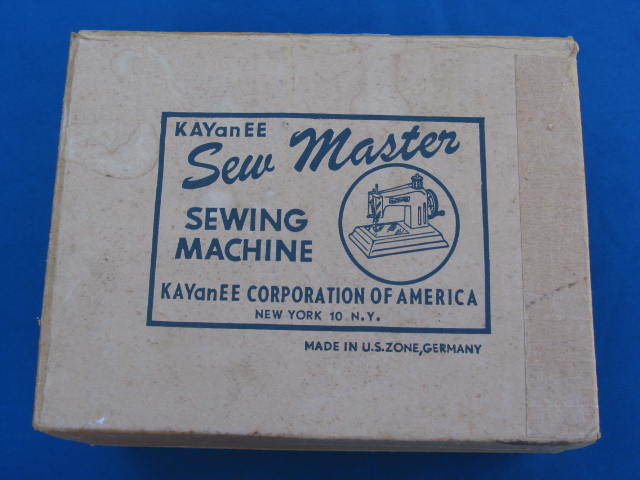 KAYanEE
Sew Master
SEWING
MACHINE
KAYanEE CORPORATION OF AMERICA
NEW YORK 10 N.Y.
MADE IN U.S.ZONE,GERMANY